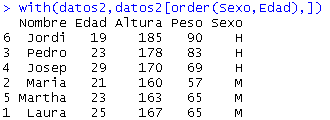 > with(datos2,datos2[order(Sexo,Edad),])
  Nombre Edad Altura Peso Sexo
6  Jordi   19    185   90    H
3  Pedro   23    178   83    H
4  Josep   29    170   69    H
2  Maria   21    160   57    M
5 Martha   23    163   65    M
1  Laura   25    167   65    M